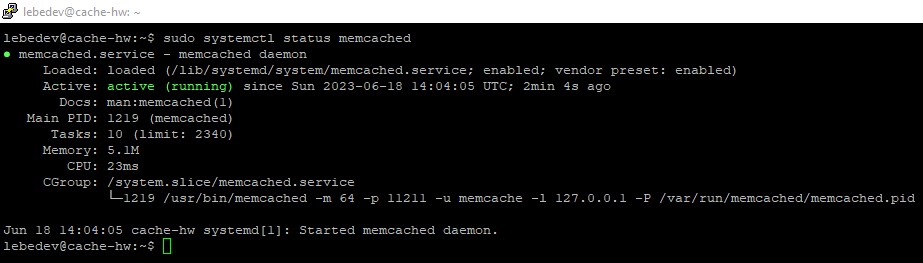 lebedev@cache-hw: ~
lebedev@cache-hw:~$ sudo systemctl status memcached
● memcached.service - memcached daemon
Loaded: loaded (/lib/systemd/system/memcached.service; enabled; vendor preset: enabled)
Active: active (running) since Sun 2023-06-18 14:04:05 UTC; 2min 4s ago
Docs: man:memcached(1)
Main PID: 1219 (memcached)
Tasks: 10 (limit: 2340)
Memory: 5.1M
CPU: 23ms
CGroup: /system.slice/memcached.service
└─1219 /usr/bin/memcached -m 64 -p 11211 -u memcache -l 127.0.0.1 -P /var/run/memcached/memcached.pid
Jun 18 14:04:05 cache-hw systemd[1]: Started memcached daemon.
lebedev@cache-hw:~$